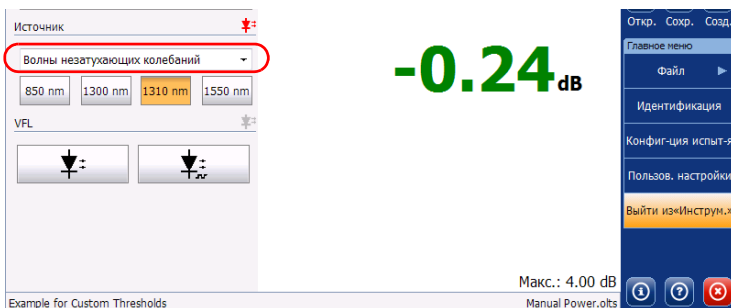 Источник
Волны незатухающих колебаний
850 nm 1300 nm 1310 nm 1550 nm
VFL
-0.24 dB
Макс.: 4.00 dB
Example for Custom Thresholds
Manual Power.olts
Откр. Сохр. Созд.
Главное меню
Файл
Идентификация
Конфиг-ция испыт-я
Пользов. настройки
Выйти из«Инструм.»